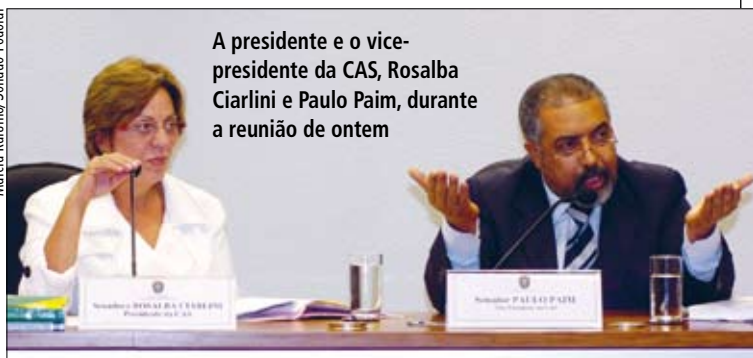 A presidente e o vice-
presidente da CAS, Rosalba
Ciarlini e Paulo Paim, durante
a reunião de ontem
Senadora ROSALBA CIARLINI
Presidente da CAS
Senador PAULO PAIM